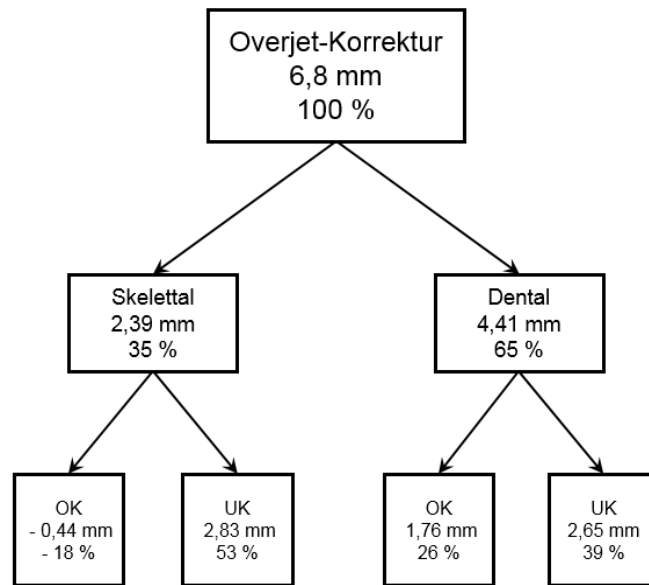 Overjet-Korrektur
6,8 mm
100 %
Skelettal
2,39 mm
35 %
Dental
4,41 mm
65 %
OK
- 0,44 mm
- 18 %
UK
2,83 mm
53 %
OK
1,76 mm
26 %
UK
2,65 mm
39 %